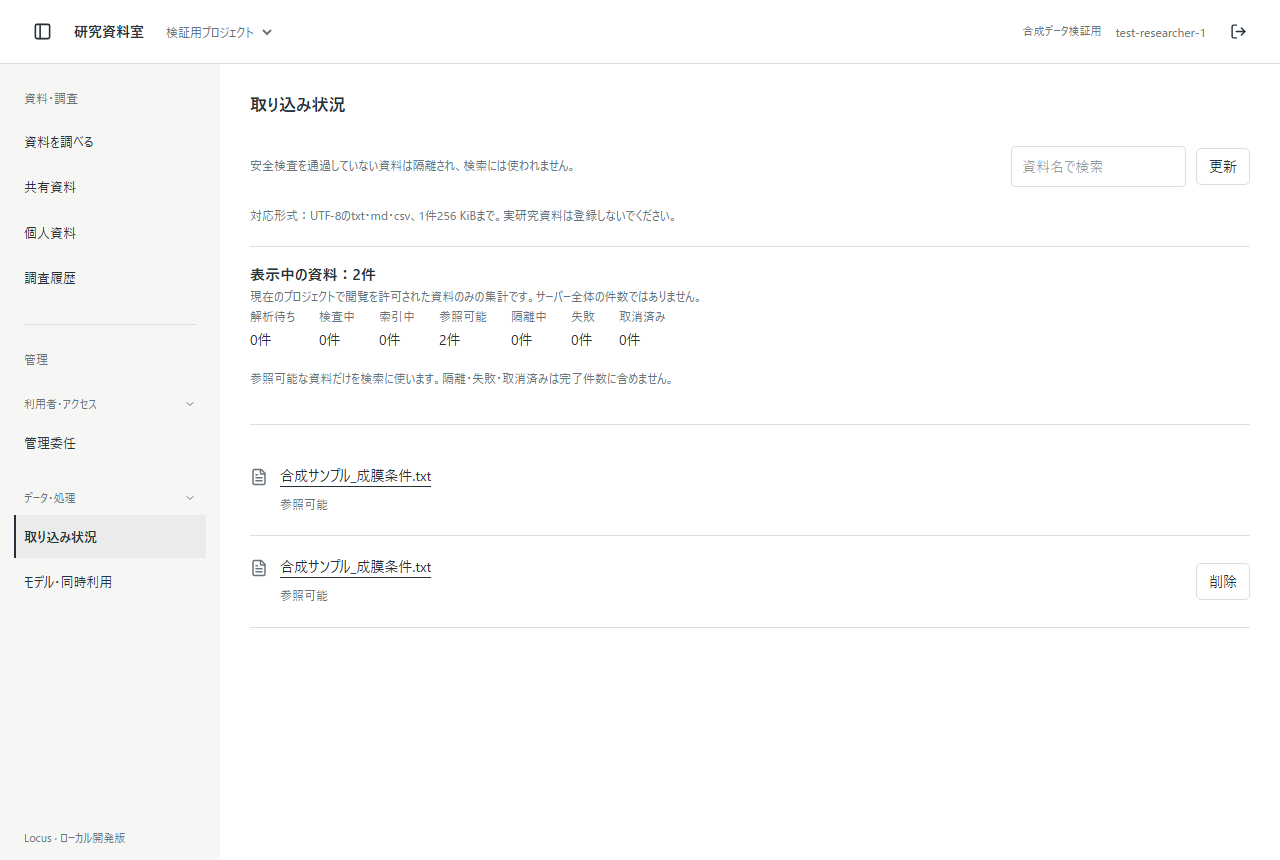 研究資料室 検証用プロジェクト 合成データ検証用 test-researcher-1
資料・調査
資料を調べる
共有資料
個人資料
調査履歴
管理
利用者・アクセス
管理委任
データ・処理
取り込み状況
モデル・同時利用
Locus · ローカル開発版
取り込み状況
安全検査を通過していない資料は隔離され、検索には使われません。
資料名で検索 更新
対応形式：UTF-8のtxt・md・csv、1件256 KiBまで。実研究資料は登録しないでください。
表示中の資料：2件
現在のプロジェクトで閲覧を許可された資料のみの集計です。サーバー全体の件数ではありません。
解析待ち 検査中 索引中 参照可能 隔離中 失敗 取消済み
0件 0件 0件 2件 0件 0件 0件
参照可能な資料だけを検索に使います。隔離・失敗・取消済みは完了件数に含めません。
合成サンプル_成膜条件.txt
参照可能
合成サンプル_成膜条件.txt
参照可能
削除